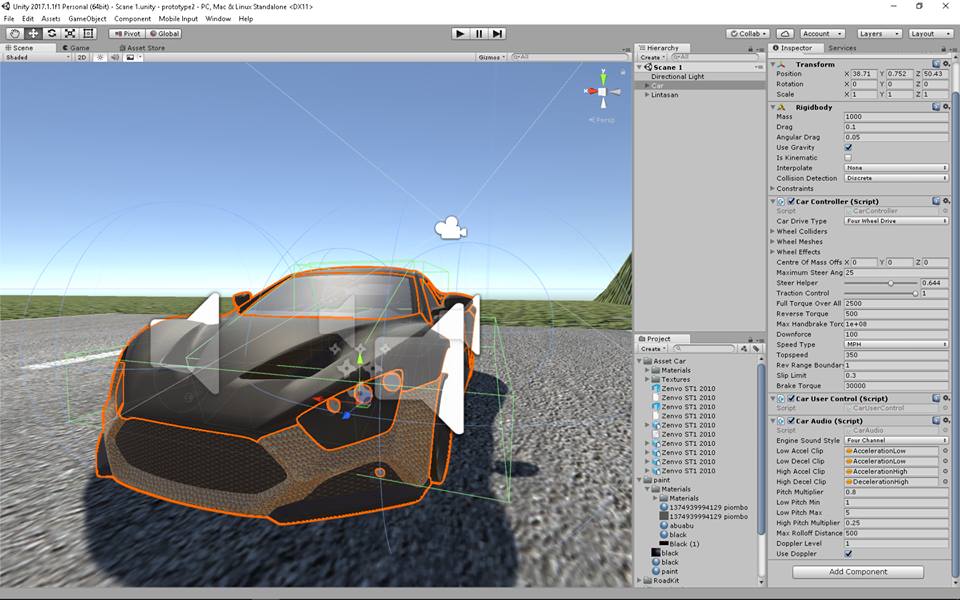 Unity 2017.1.1f1 Personal (64bit) - Scane 1.unity - prototype2 - PC, Mac & Linux Standalone <DX11>
File Edit Assets GameObject Component Mobile Input Window Help
Pivot Global Collab Account Layers Layout
Scene Game Asset Store
Shaded 2D Gizmos All
y
x
Persp
Hierarchy
Create All
Scane 1
Directional Light
Car
Lintasan
Project
Create
Asset Car
Materials
Textures
Zenvo ST1 2010
Zenvo ST1 2010
Zenvo ST1 2010
Zenvo ST1 2010
Zenvo ST1 2010
Zenvo ST1 2010
Zenvo ST1 2010
Zenvo ST1 2010
Zenvo ST1 2010
Zenvo ST1 2010
paint
Materials
Materials
1374939994129 piombo
1374939994129 piombo
abuabu
black
Black (1)
black
black
paint
RoadKit
Inspector Services
Transform
Position X 38.71 Y 0.752 Z 50.43
Rotation X 0 Y 0 Z 0
Scale X 1 Y 1 Z 1
Rigidbody
Mass 1000
Drag 0.1
Angular Drag 0.05
Use Gravity
Is Kinematic
Interpolate None
Collision Detection Discrete
Constraints
Car Controller (Script)
Script CarController
Car Drive Type Four Wheel Drive
Wheel Colliders
Wheel Meshes
Wheel Effects
Centre Of Mass Offs X 0 Y 0 Z 0
Maximum Steer Ang 25
Steer Helper 0.644
Traction Control 1
Full Torque Over All 2500
Reverse Torque 500
Max Handbrake Torc 1e+08
Downforce 100
Speed Type MPH
Topspeed 350
Rev Range Boundar 1
Slip Limit 0.3
Brake Torque 30000
Car User Control (Script)
Script CarUserControl
Car Audio (Script)
Script CarAudio
Engine Sound Style Four Channel
Low Accel Clip AccelerationLow
Low Decel Clip AccelerationLow
High Accel Clip AccelerationHigh
High Decel Clip DecelerationHigh
Pitch Multiplier 0.8
Low Pitch Min 1
Low Pitch Max 5
High Pitch Multiplier 0.25
Max Rolloff Distance 500
Doppler Level 1
Use Doppler
Add Component